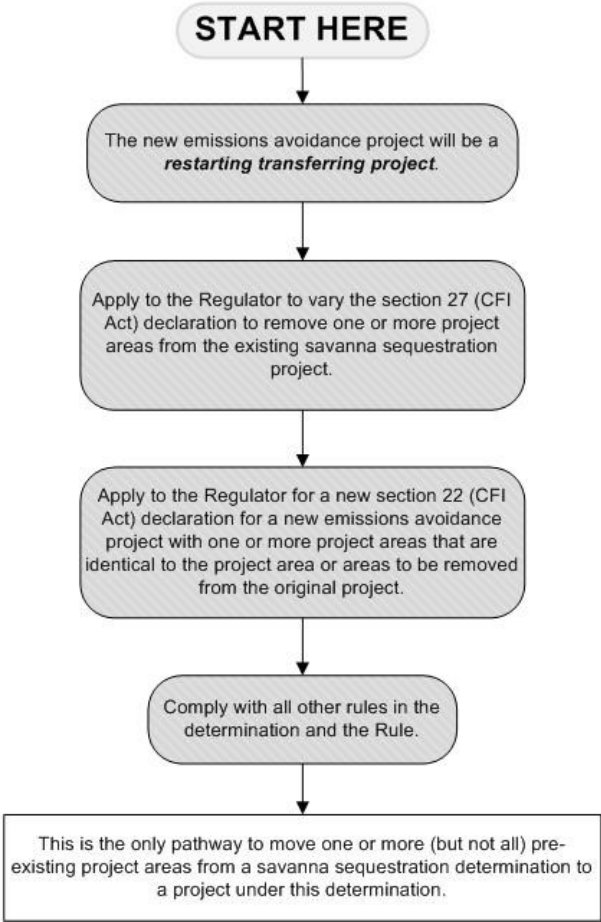 START HERE
The new emissions avoidance project will be a
restarting transferring project.
Apply to the Regulator to vary the section 27 (CFI
Act) declaration to remove one or more project
areas from the existing savanna sequestration
project.
Apply to the Regulator for a new section 22 (CFI
Act) declaration for a new emissions avoidance
project with one or more project areas that are
identical to the project area or areas to be removed
from the original project.
Comply with all other rules in the
determination and the Rule.
This is the only pathway to move one or more (but not all) pre-
existing project areas from a savanna sequestration determination to
a project under this determination.